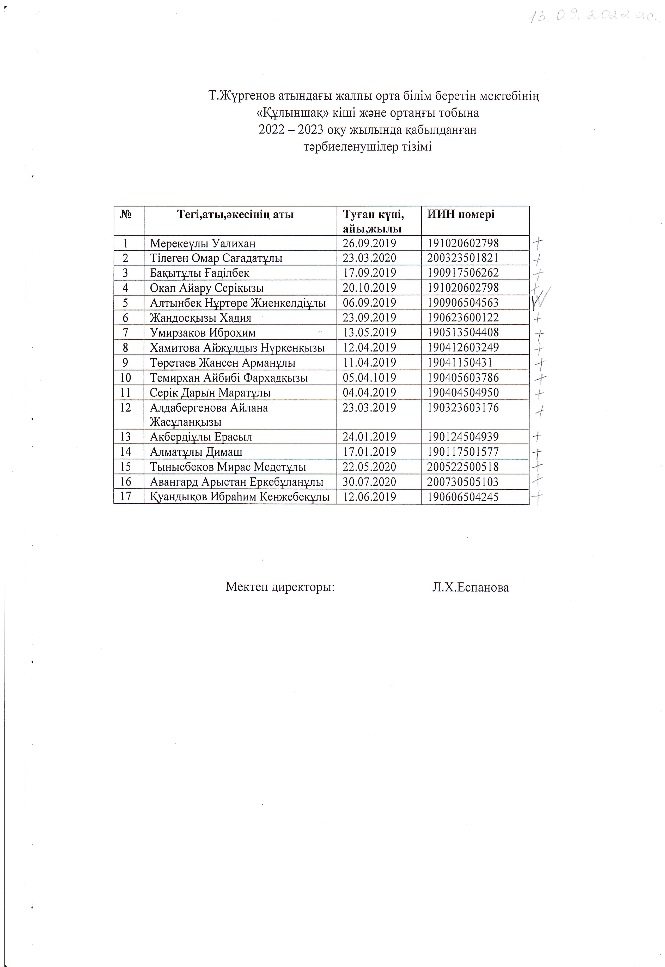 13.09.2022
Т.Жүргенов атындағы жалпы орта білім беретін мектебінің
«Құлыншақ» кіші және ортаңғы тобына
2022 – 2023 оқу жылында қабылданған
тәрбиеленушілер тізімі
№ Тегі,аты,әкесінің аты Туған күні, айы,жылы ИИН номері
1 Мерекеұлы Уалихан 26.09.2019 191020602798 +
2 Тілеген Омар Сағадатұлы 23.03.2020 200323501821 +
3 Бақытұлы Ғаділбек 17.09.2019 190917506262 +
4 Оқап Айару Серікқызы 20.10.2019 191020602798 +
5 Алтынбек Нұртөре Жиенкелдіұлы 06.09.2019 190906504563
6 Жандосқызы Хадия 23.09.2019 190623600122 +
7 Умирзаков Иброхим 13.05.2019 190513504408 +
8 Хамитова Айжұлдыз Нұркенқызы 12.04.2019 190412603249 +
9 Төретаев Жансен Арманұлы 11.04.2019 19041150431 +
10 Темирхан Айбибі Фархадқызы 05.04.1019 190405603786 +
11 Серік Дарын Маратұлы 04.04.2019 190404504950 +
12 Алдабергенова Айлана 23.03.2019 190323603176 +
Жасұланқызы
13 Ақбердіұлы Ерасыл 24.01.2019 190124504939 +
14 Алматұлы Димаш 17.01.2019 190117501577 +
15 Тынысбеков Мирас Медетұлы 22.05.2020 200522500518 +
16 Авангард Арыстан Еркебұланұлы 30.07.2020 200730505103 +
17 Қуандықов Ибраһим Кенжебекұлы 12.06.2019 190606504245 +
Мектеп директоры: Л.Х.Еспанова